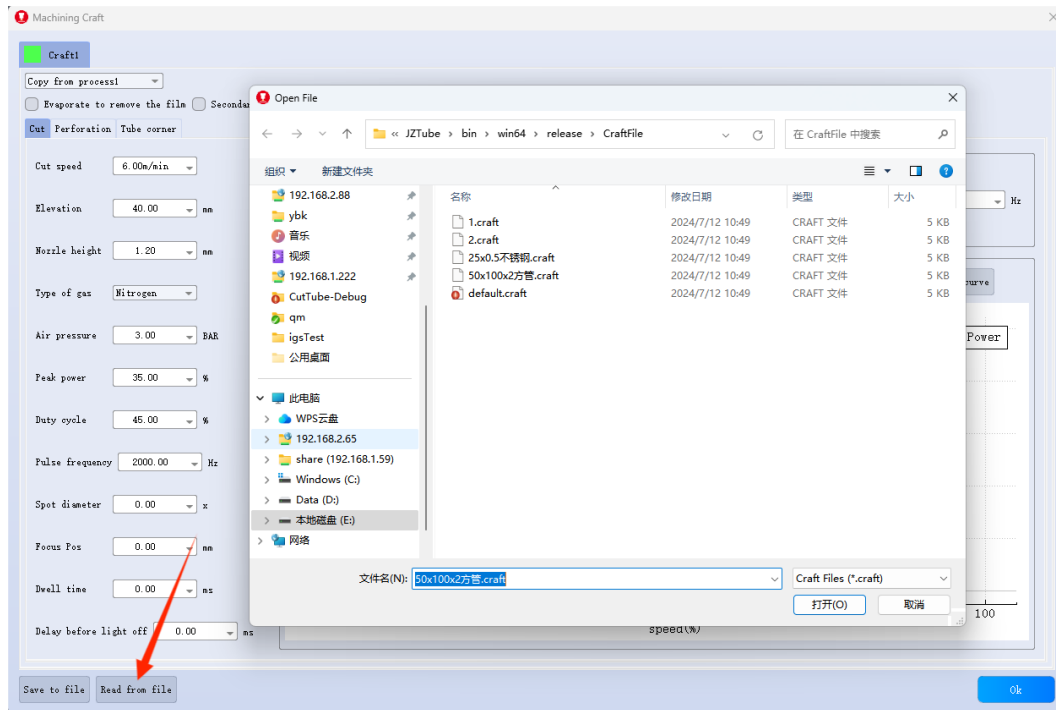 Machining Craft
Craft1
Copy from process1
Evaporate to remove the film
Cut Perforation Tube corner
Cut speed 6.00m/min
Elevation 40.00 mm
Nozzle height 1.20 mm
Type of gas Nitrogen
Air pressure 3.00 BAR
Peak power 35.00 %
Duty cycle 45.00 %
Pulse frequency 2000.00 Hz
Spot diameter 0.00 x
Focus Pos 0.00 mm
Dwell time 0.00 ms
Delay before light off 0.00 ms
Save to file Read from file
Open File
« JZTube > bin > win64 > release > CraftFile
在 CraftFile 中搜索
组织 新建文件夹
192.168.2.88
ybk
音乐
视频
192.168.1.222
CutTube-Debug
qm
igsTest
公用桌面
此电脑
WPS云盘
192.168.2.65
share (192.168.1.59)
Windows (C:)
Data (D:)
本地磁盘 (E:)
网络
名称 修改日期 类型 大小
1.craft 2024/7/12 10:49 CRAFT 文件 5 KB
2.craft 2024/7/12 10:49 CRAFT 文件 5 KB
25x0.5不锈钢.craft 2024/7/12 10:49 CRAFT 文件 5 KB
50x100x2方管.craft 2024/7/12 10:49 CRAFT 文件 5 KB
default.craft 2024/7/12 10:49 CRAFT 文件 5 KB
文件名(N): 50x100x2方管.craft Craft Files (*.craft)
打开(O) 取消
Hz
Power
100
speed(%)
Ok